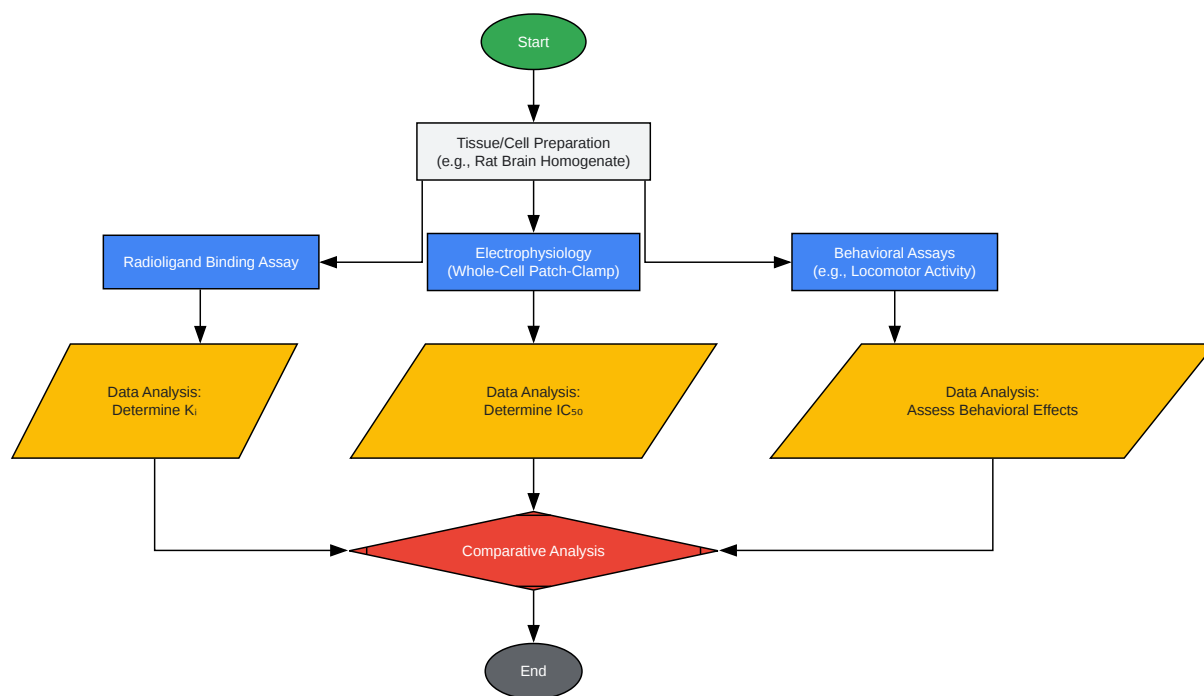 Start
Tissue/Cell Preparation
(e.g., Rat Brain Homogenate)
Radioligand Binding Assay
Electrophysiology
(Whole-Cell Patch-Clamp)
Behavioral Assays
(e.g., Locomotor Activity)
Data Analysis:
Determine Kᵢ
Data Analysis:
Determine IC₅₀
Data Analysis:
Assess Behavioral Effects
Comparative Analysis
End